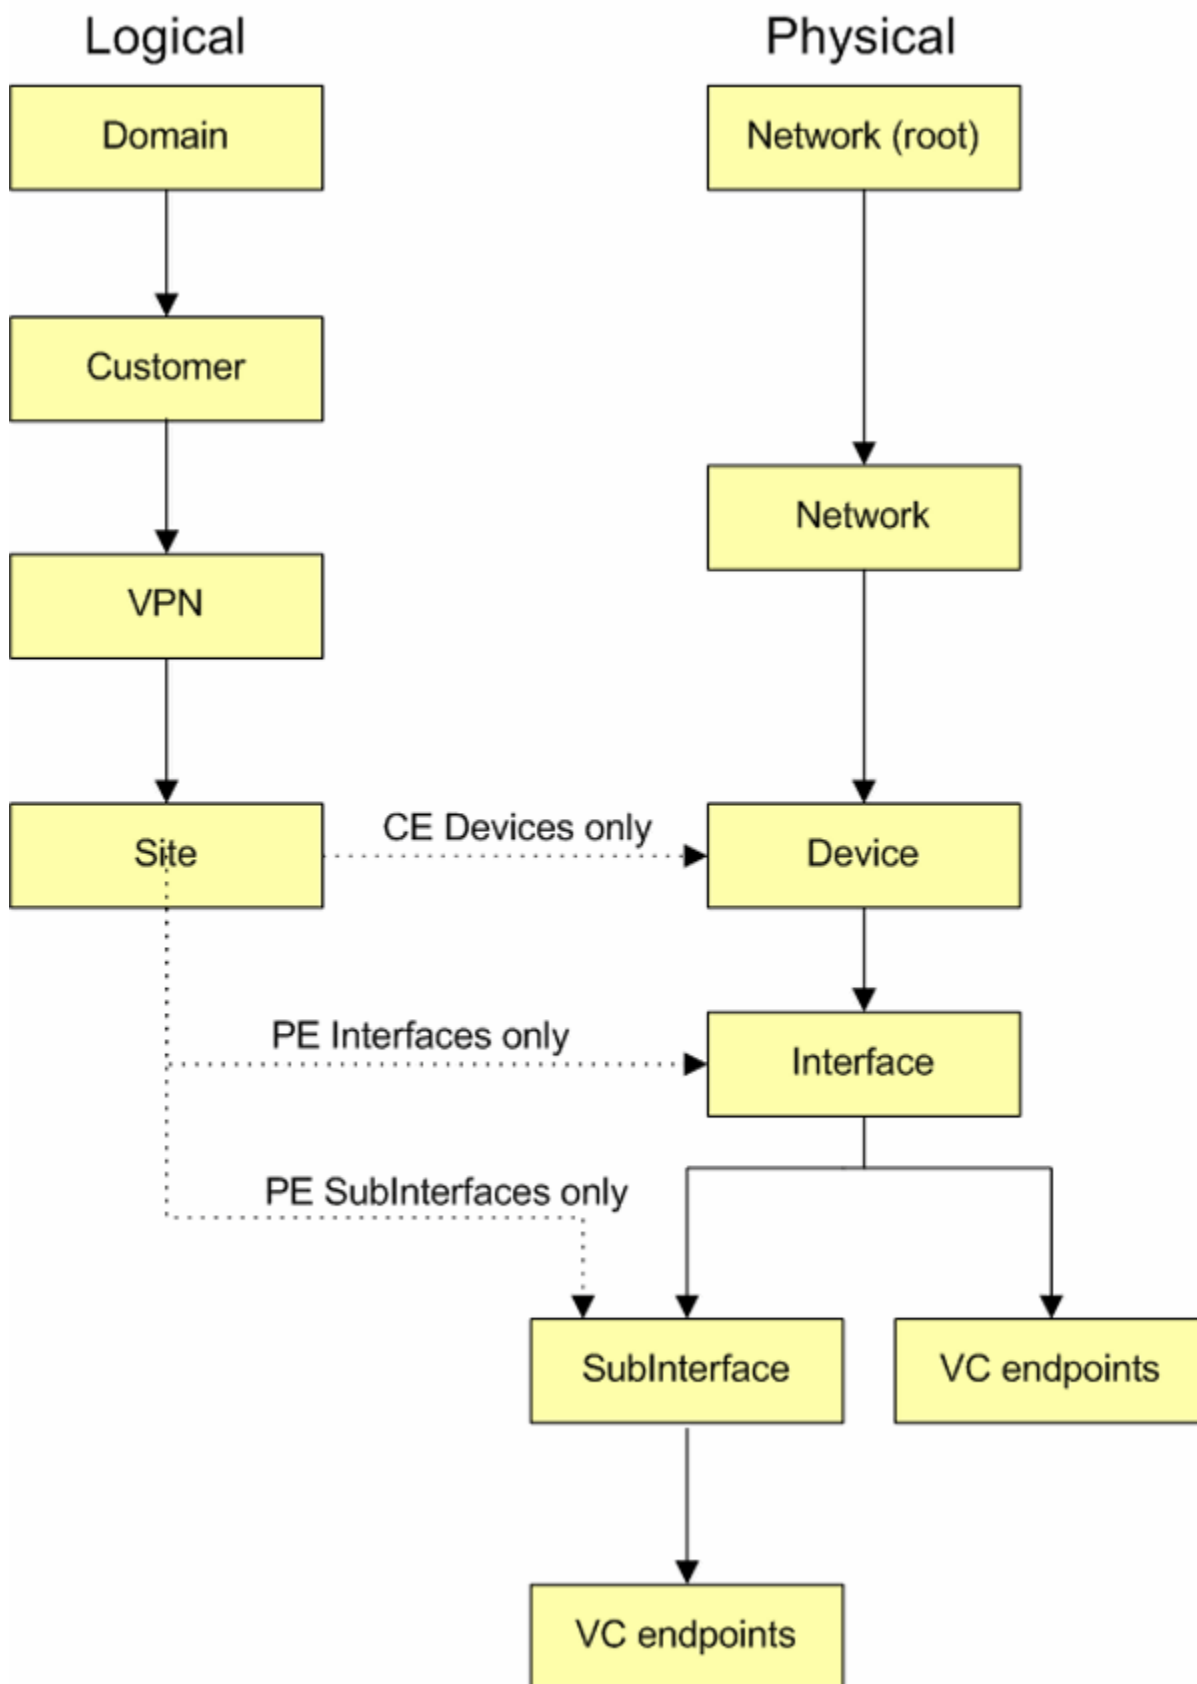 Logical
Physical
Domain
Network (root)
Customer
Network
VPN
CE Devices only
Site
Device
PE Interfaces only
Interface
PE SubInterfaces only
SubInterface
VC endpoints
VC endpoints